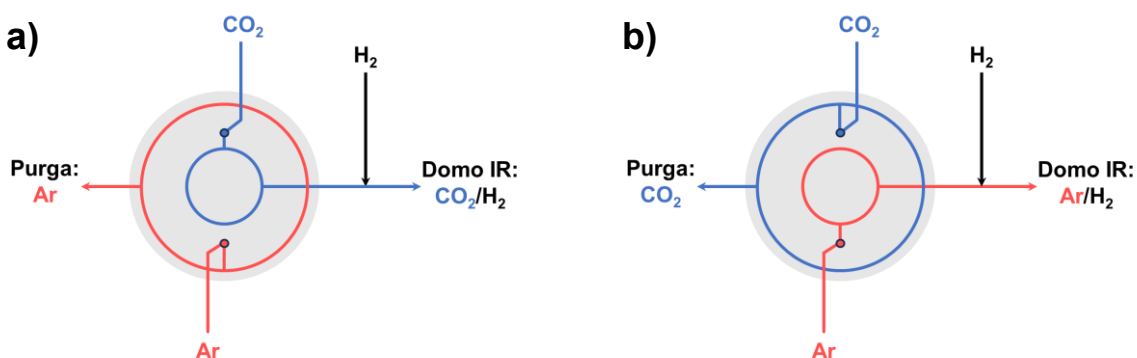 a)
CO₂
H₂
Purga:
Ar
Domo IR:
CO₂/H₂
Ar
b)
CO₂
H₂
Purga:
CO₂
Domo IR:
Ar/H₂
Ar